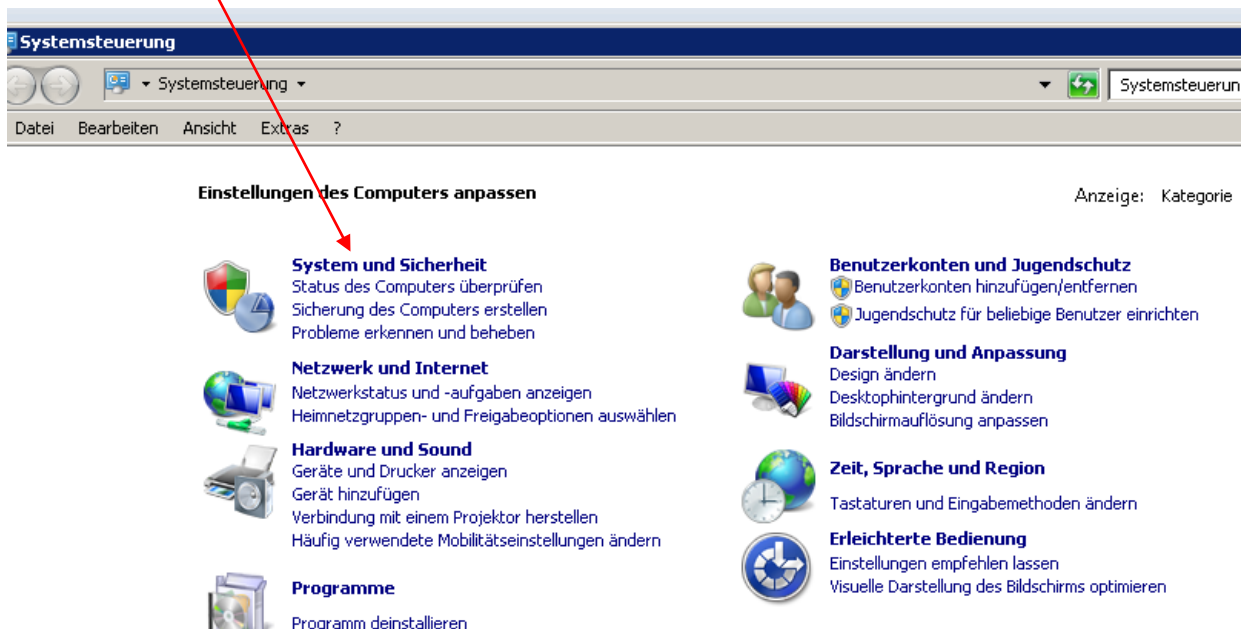 Systemsteuerung
Systemsteuerung
Systemsteuerun
Datei Bearbeiten Ansicht Extras ?
Einstellungen des Computers anpassen
Anzeige: Kategorie
System und Sicherheit
Status des Computers überprüfen
Sicherung des Computers erstellen
Probleme erkennen und beheben
Netzwerk und Internet
Netzwerkstatus und -aufgaben anzeigen
Heimnetzgruppen- und Freigabeoptionen auswählen
Hardware und Sound
Geräte und Drucker anzeigen
Gerät hinzufügen
Verbindung mit einem Projektor herstellen
Häufig verwendete Mobilitätseinstellungen ändern
Programme
Programm deinstallieren
Benutzerkonten und Jugendschutz
Benutzerkonten hinzufügen/entfernen
Jugendschutz für beliebige Benutzer einrichten
Darstellung und Anpassung
Design ändern
Desktophintergrund ändern
Bildschirmauflösung anpassen
Zeit, Sprache und Region
Tastaturen und Eingabemethoden ändern
Erleichterte Bedienung
Einstellungen empfehlen lassen
Visuelle Darstellung des Bildschirms optimieren